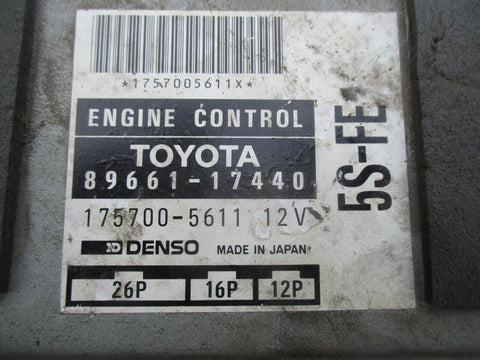 *1757005611X*
ENGINE CONTROL
TOYOTA
89661-17440
175700-5611 12V
DENSO MADE IN JAPAN
26P 16P 12P
5S-FE